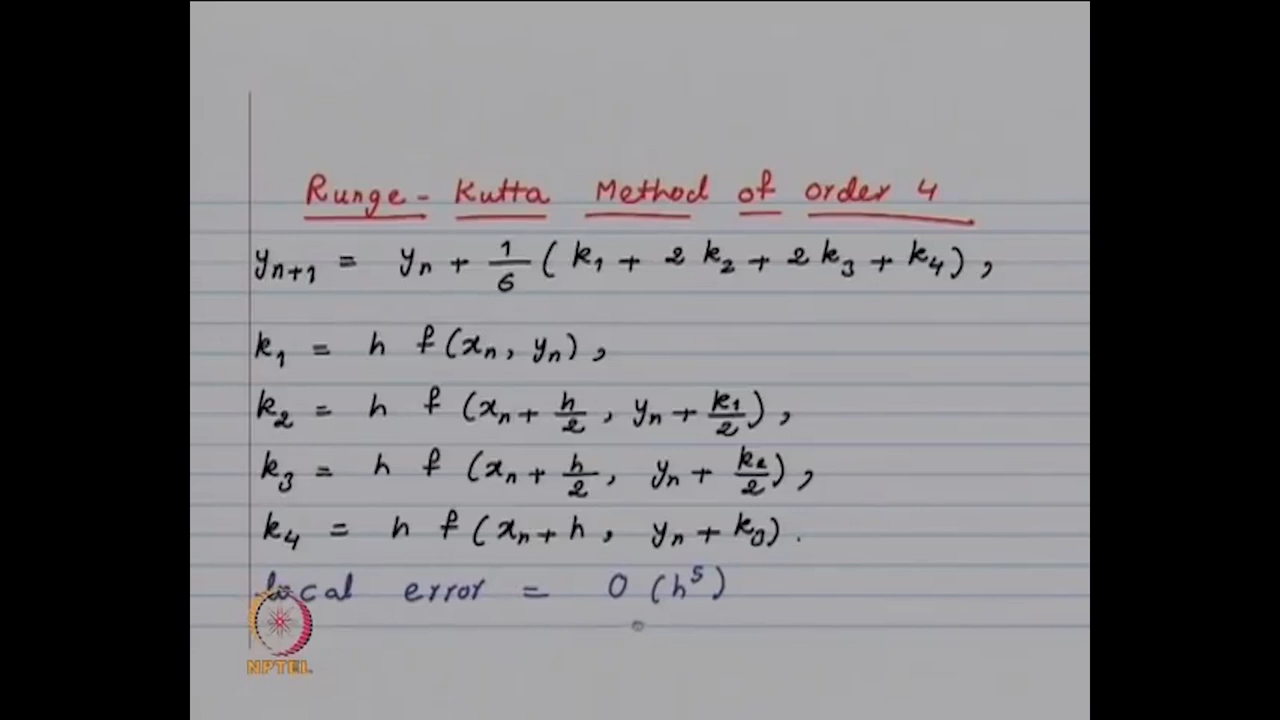 Runge - Kutta Method of order 4
yₙ₊₁ = yₙ + 1/6 (k₁ + 2 k₂ + 2 k₃ + k₄),
k₁ = h f(xₙ, yₙ),
k₂ = h f (xₙ + h/2, yₙ + k₁/2),
k₃ = h f (xₙ + h/2, yₙ + k₂/2),
k₄ = h f (xₙ + h, yₙ + k₃).
local error = O (h⁵)
NPTEL